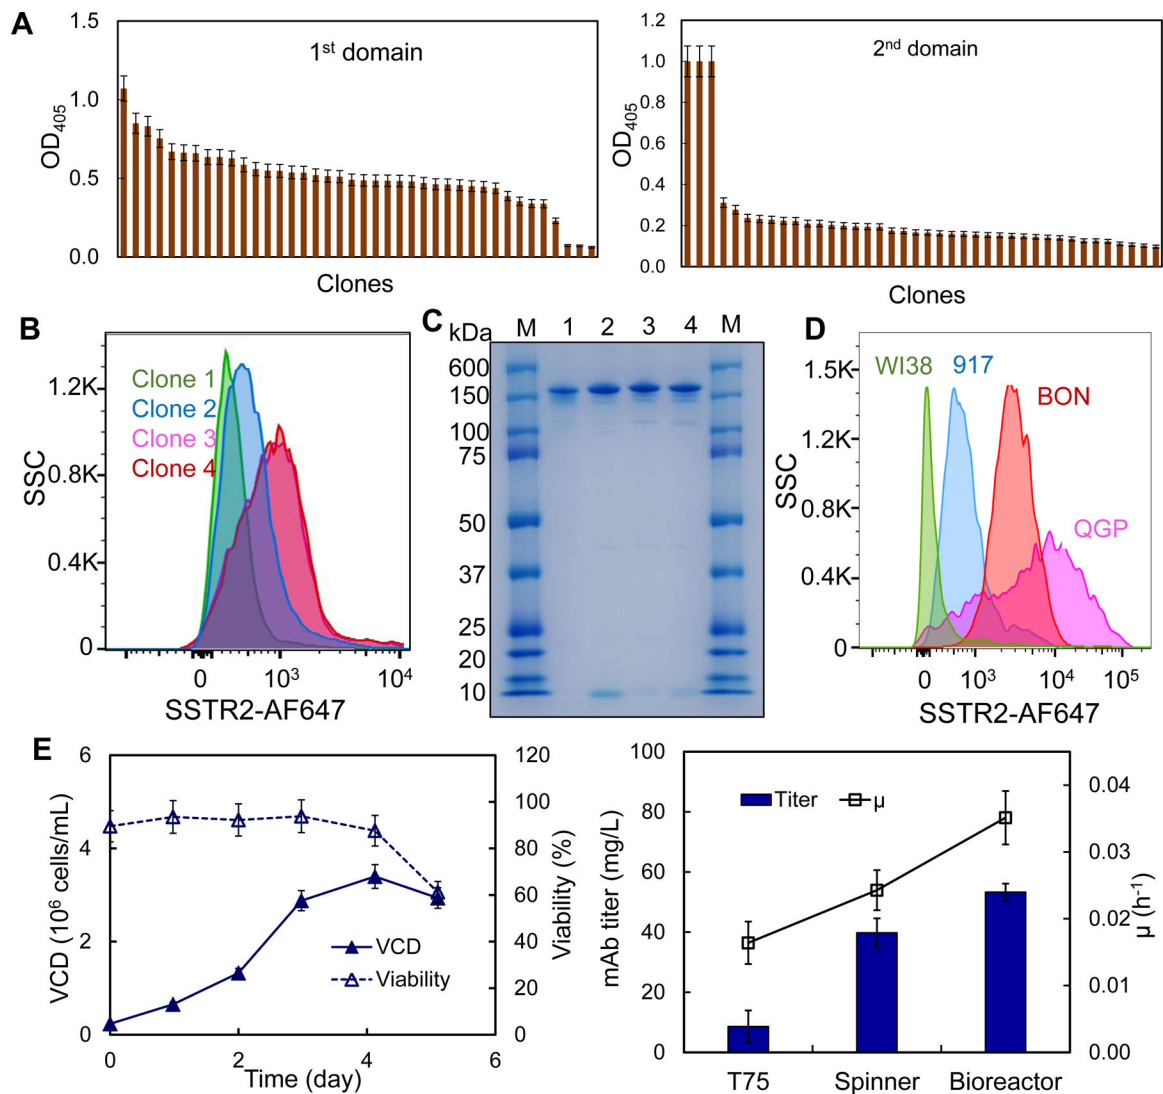 A
1st domain
OD405
1.5
1.0
0.5
0.0
Clones
2nd domain
OD405
1.2
1.0
0.8
0.6
0.4
0.2
0.0
Clones
B
Clone 1
Clone 2
Clone 3
Clone 4
SSC
1.2K
0.8K
0.4K
0
0 10³ 10⁴
SSTR2-AF647
C
kDa M 1 2 3 4 M
600
150
100
75
50
37
25
20
10
D
WI38 917
BON
QGP
SSC
1.5K
1.2K
0.8K
0.4K
0
0 10³ 10⁴ 10⁵
SSTR2-AF647
E
VCD (10⁶ cells/mL)
6
4
2
0
120
100
80
60
40
20
0
Viability (%)
VCD
Viability
0 2 4 6
Time (day)
mAb titer (mg/L)
100
80
60
40
20
0
Titer µ
0.04
0.03
0.02
0.01
0.00
µ (h⁻¹)
T75 Spinner Bioreactor